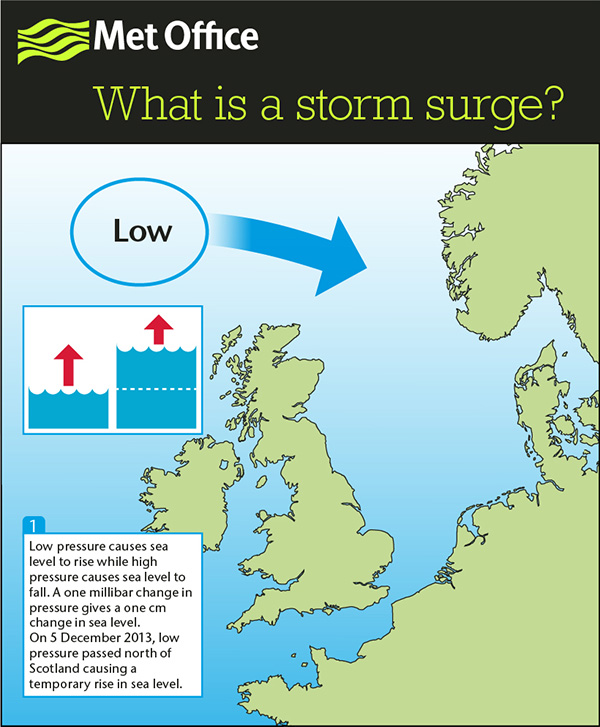 Met Office
What is a storm surge?
Low
1
Low pressure causes sea
level to rise while high
pressure causes sea level to
fall. A one millibar change in
pressure gives a one cm
change in sea level.
On 5 December 2013, low
pressure passed north of
Scotland causing a
temporary rise in sea level.